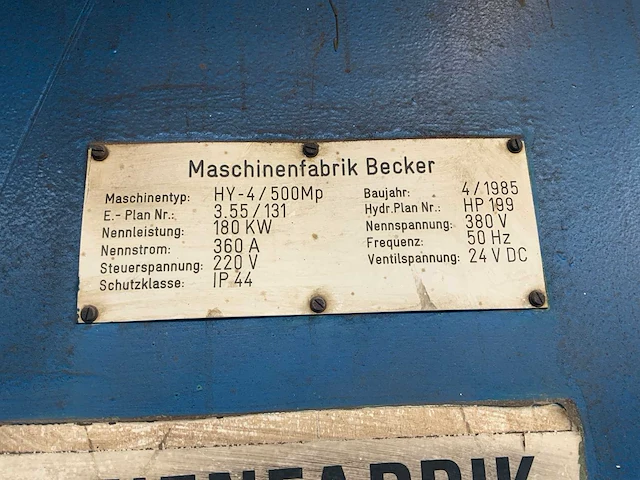 Maschinenfabrik Becker
Maschinentyp: HY-4/500Mp
E.-Plan Nr.: 3.55/131
Nennleistung: 180 KW
Nennstrom: 360 A
Steuerspannung: 220 V
Schutzklasse: IP 44
Baujahr: 4/1985
Hydr.Plan Nr.: HP 199
Nennspannung: 380 V
Frequenz: 50 Hz
Ventilspannung: 24 V DC
ENFABRIK